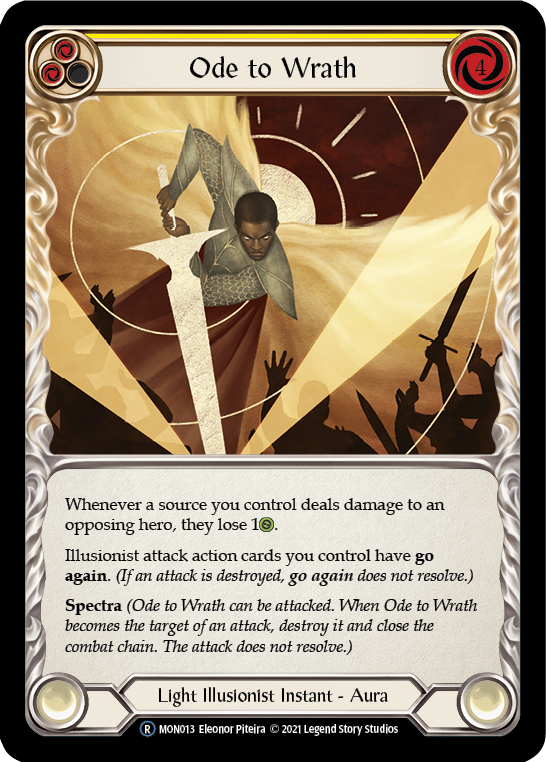 Ode to Wrath
4
Whenever a source you control deals damage to an
opposing hero, they lose 1.
Illusionist attack action cards you control have go
again. (If an attack is destroyed, go again does not resolve.)
Spectra (Ode to Wrath can be attacked. When Ode to Wrath
becomes the target of an attack, destroy it and close the
combat chain. The attack does not resolve.)
Light Illusionist Instant - Aura
R MON013 Eleonor Piteira © 2021 Legend Story Studios